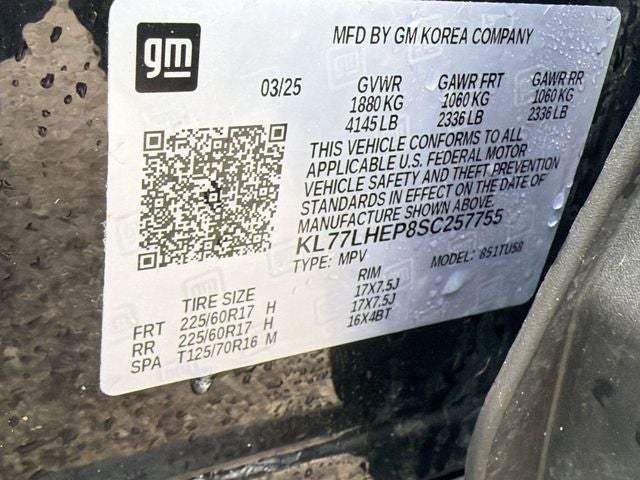 gm
MFD BY GM KOREA COMPANY
03/25 GVWR GAWR FRT GAWR RR
1880 KG 1060 KG 1060 KG
4145 LB 2336 LB 2336 LB
THIS VEHICLE CONFORMS TO ALL
APPLICABLE U.S. FEDERAL MOTOR
VEHICLE SAFETY AND THEFT PREVENTION
STANDARDS IN EFFECT ON THE DATE OF
MANUFACTURE SHOWN ABOVE.
KL77LHEP8SC257755
TYPE: MPV MODEL: 851TU58
TIRE SIZE RIM
FRT 225/60R17 H 17X7.5J
RR 225/60R17 H 17X7.5J
SPA T125/70R16 M 16X4BT